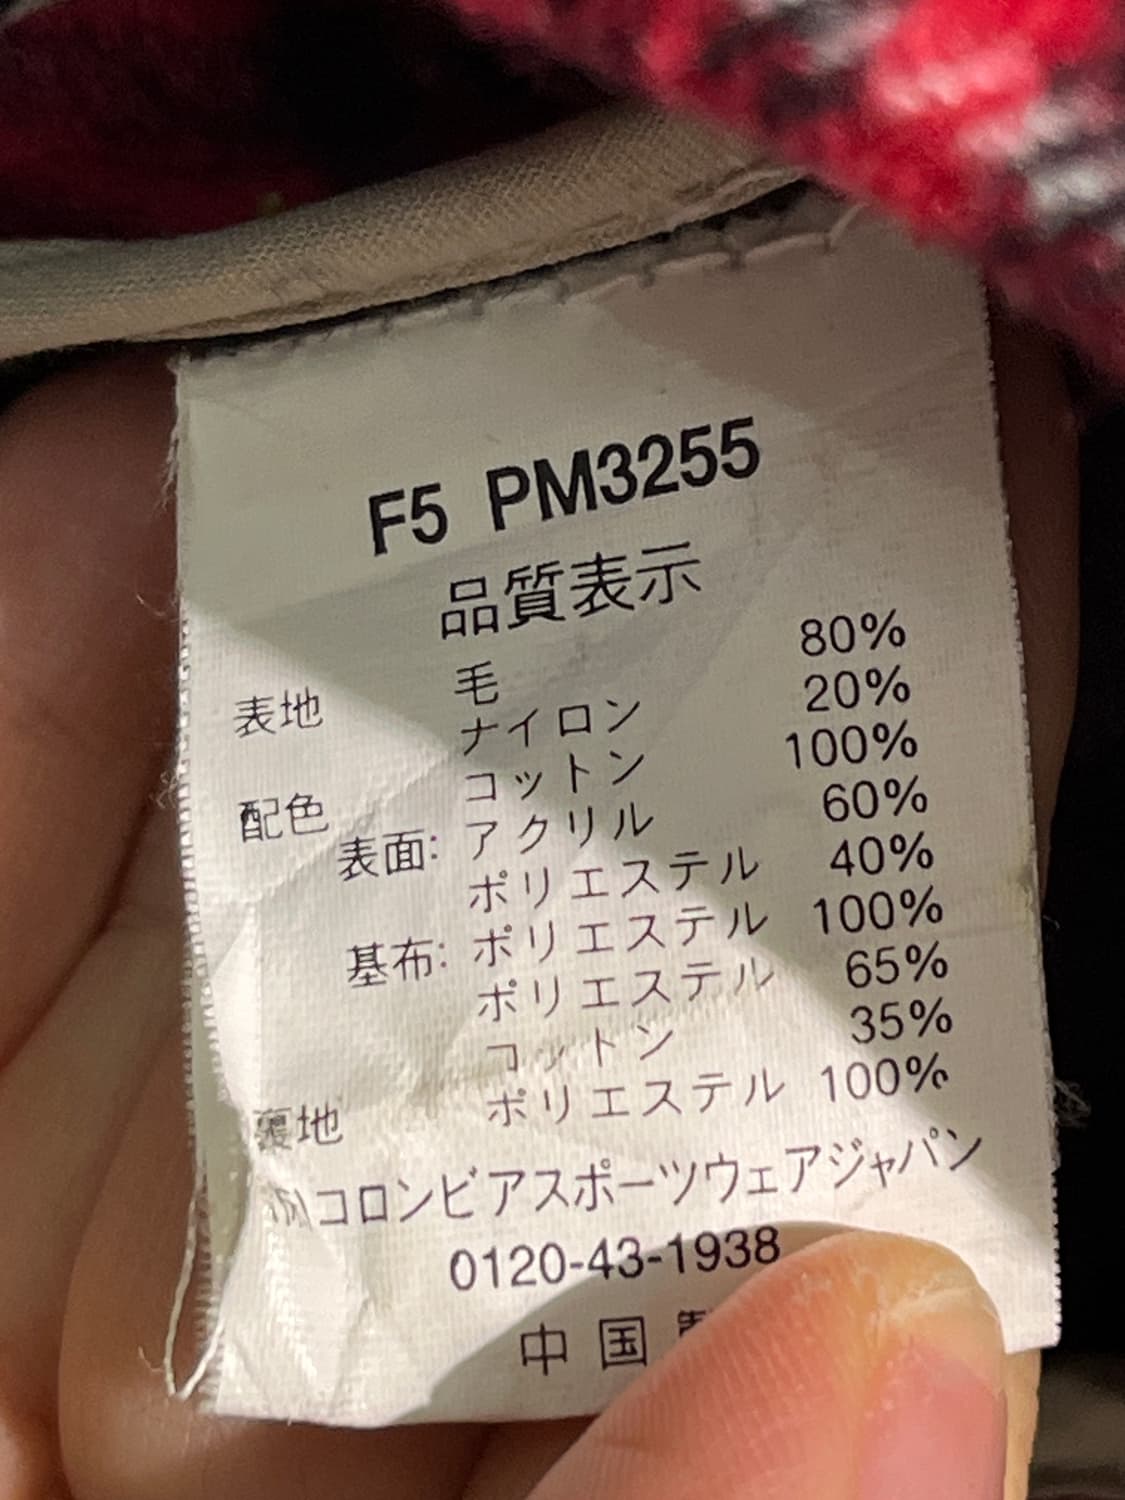 F5 PM3255
品質表示
表地 毛 80%
ナイロン 20%
配色 コットン 100%
表面: アクリル 60%
ポリエステル 40%
基布: ポリエステル 100%
ポリエステル 65%
コットン 35%
裏地 ポリエステル 100%
コロンビアスポーツウェアジャパン
0120-43-1938
中国製